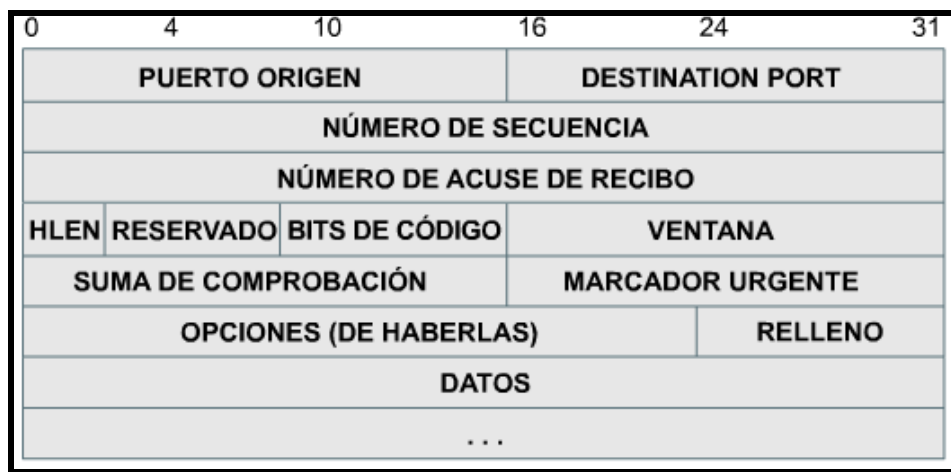 0 4 10 16 24 31
PUERTO ORIGEN DESTINATION PORT
NÚMERO DE SECUENCIA
NÚMERO DE ACUSE DE RECIBO
HLEN RESERVADO BITS DE CÓDIGO VENTANA
SUMA DE COMPROBACIÓN MARCADOR URGENTE
OPCIONES (DE HABERLAS) RELLENO
DATOS
. . .